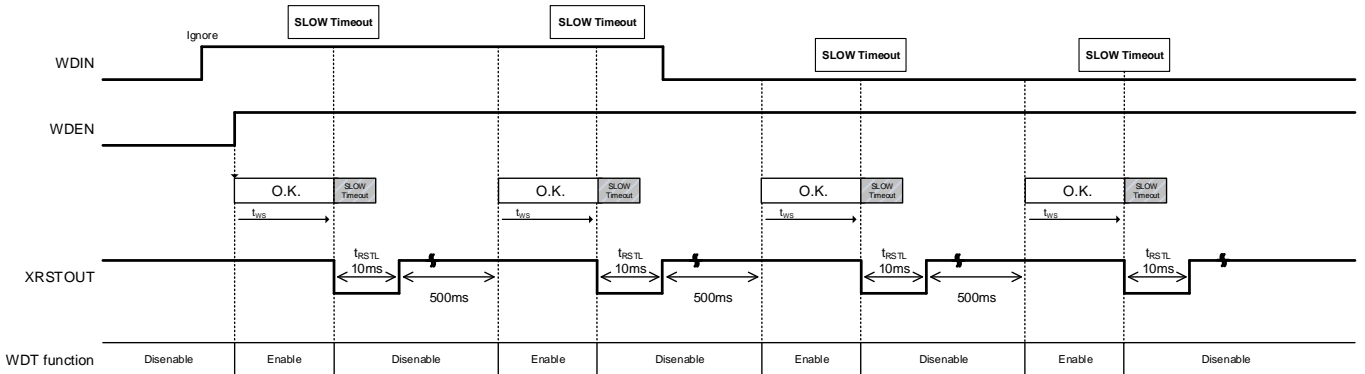 SLOW Timeout
SLOW Timeout
Ignore
SLOW Timeout
SLOW Timeout
WDIN
WDEN
O.K.
SLOW
Timeout
O.K.
SLOW
Timeout
O.K.
SLOW
Timeout
O.K.
SLOW
Timeout
tWS
tWS
tWS
tWS
XRSTOUT
tRSTL
10ms
500ms
tRSTL
10ms
500ms
tRSTL
10ms
500ms
tRSTL
10ms
WDT function
Disenable
Enable
Disenable
Enable
Disenable
Enable
Disenable
Enable
Disenable